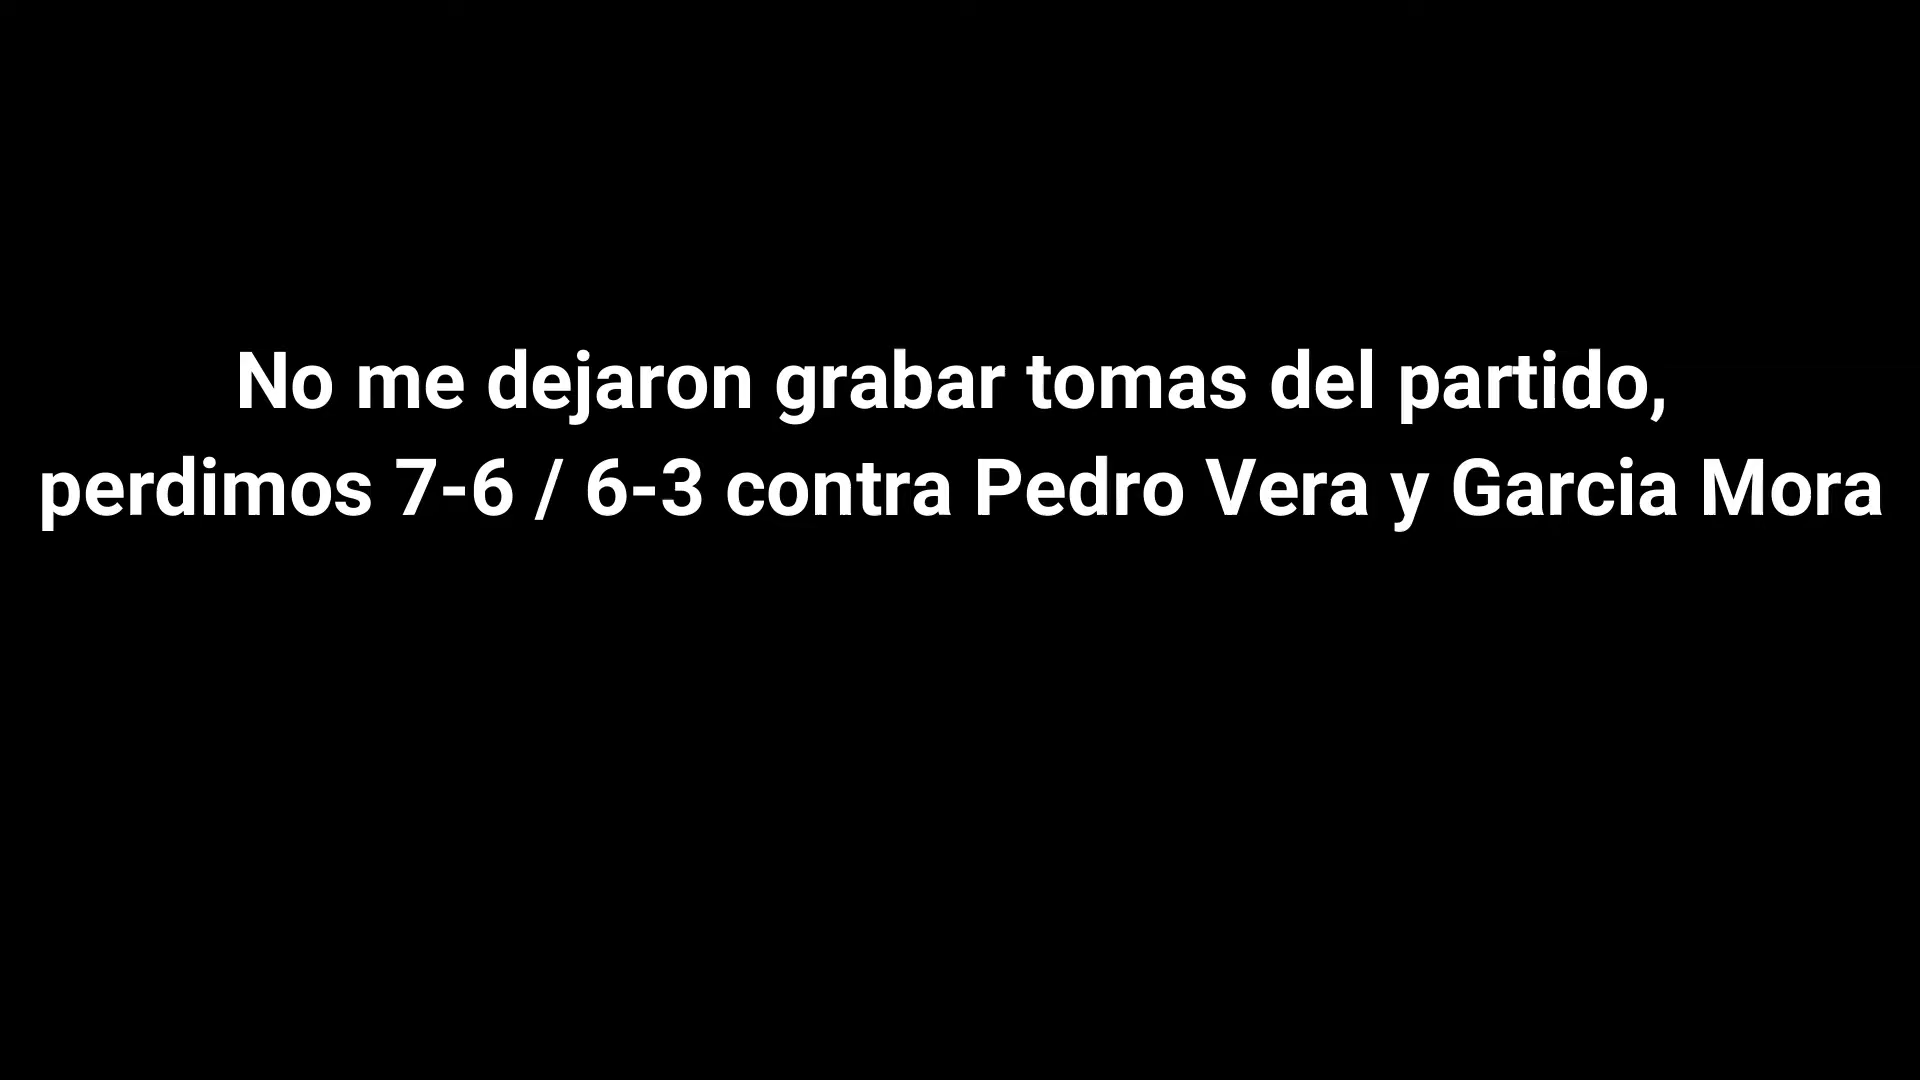 No me dejaron grabar tomas del partido,
perdimos 7-6 / 6-3 contra Pedro Vera y Garcia Mora